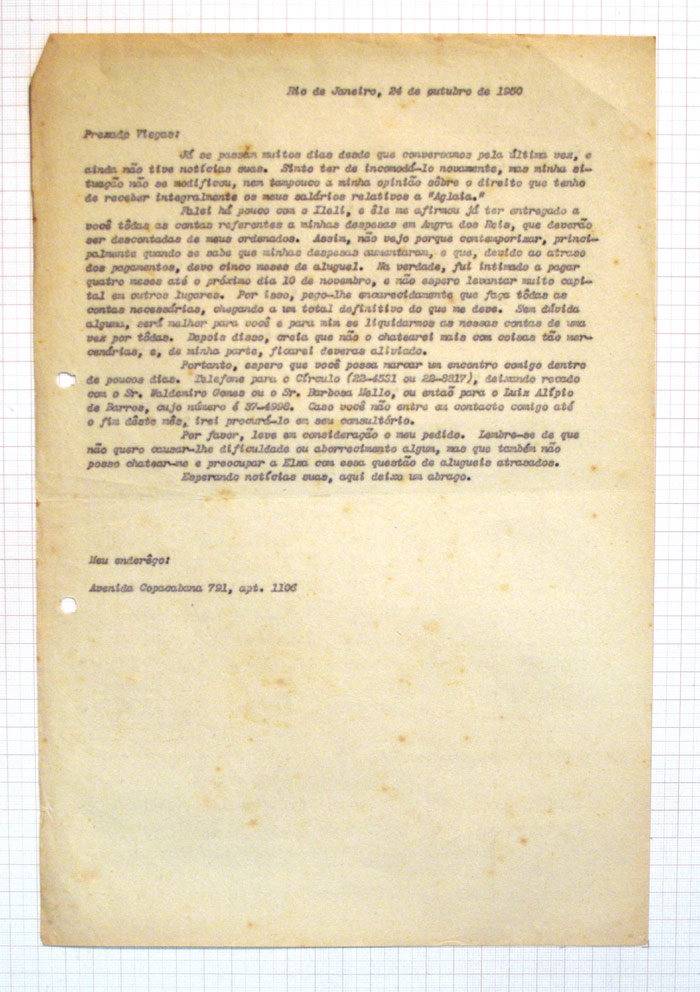 Rio de Janeiro, 24 de outubro de 1950
Prezado Viegas:
Já se passam muitos dias desde que conversamos pela última vez, e
ainda não tive notícias suas. Sinto ter de incomodá-lo novamente, mas minha si-
tuação não se modificou, nem tampouco a minha opinião sôbre o direito que tenho
de receber integralmente os meus salários relativos a "Aglaia."
Falei há pouco com o Ileli, e êle me afirmou já ter entregado a
você tôdas as contas referentes a minhas despesas em Angra dos Reis, que deverão
ser descontadas de meus ordenados. Assim, não vejo porque contemporizar, princi-
palmente quando se sabe que minhas despesas aumentaram, e que, devido ao atraso
dos pagamentos, devo cinco meses de aluguel. Na verdade, fui intimado a pagar
quatro meses até o próximo dia 10 de novembro, e não espero levantar muito capi-
tal em outros lugares. Por isso, peço-lhe encarecidamente que faça tôdas as
contas necessárias, chegando a um total definitivo do que me deve. Sem dúvida
alguma, será melhor para você e para mim se liquidarmos as nossas contas de uma
vez por tôdas. Depois disso, creia que não o chatearei mais com coisas tão mer-
cenárias, e, de minha parte, ficarei deveras aliviado.
Portanto, espero que você possa marcar um encontro comigo dentro
de poucos dias. Telefone para o Círculo (23-4531 ou 22-8817), deixando recado
com o Sr. Waldemiro Gomes ou o Sr. Barbosa Mello, ou entaõ para o Luiz Alípio
de Barros, cujo número é 37-4998. Caso você não entre em contacto comigo até
o fim dêste mês, irei procurá-lo em seu consultório.
Por favor, leve em consideração o meu pedido. Lembre-se de que
não quero causar-lhe dificuldade ou aborrecimento algum, mas que também não
posso chatear-me e preocupar a Elsa com essa questão de alugueis atrasados.
Esperando notícias suas, aqui deixo um abraço.
Meu enderêço:
Avenida Copacabana 791, apt. 1106